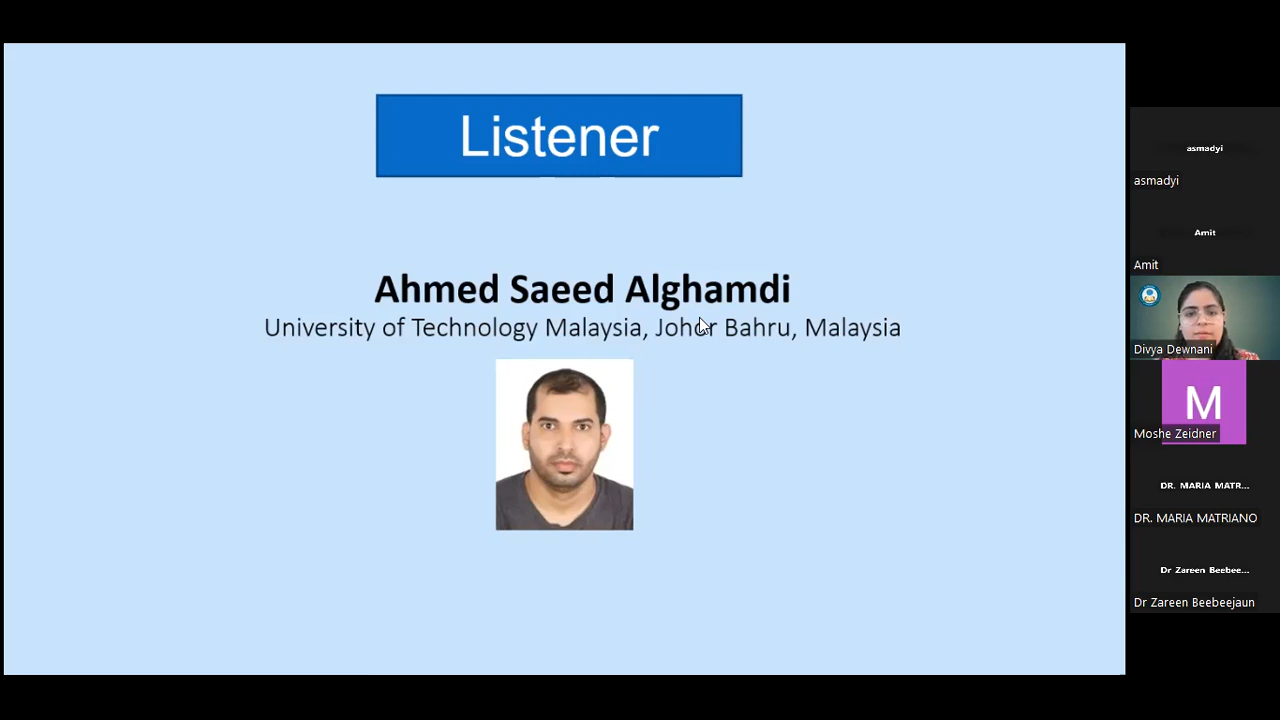 Listener
Ahmed Saeed Alghamdi
University of Technology Malaysia, Johor Bahru, Malaysia
asmadyi
asmadyi
Amit
Amit
Divya Dewnani
M
Moshe Zeidner
DR. MARIA MATR...
DR. MARIA MATRIANO
Dr Zareen Beebee...
Dr Zareen Beebeejaun